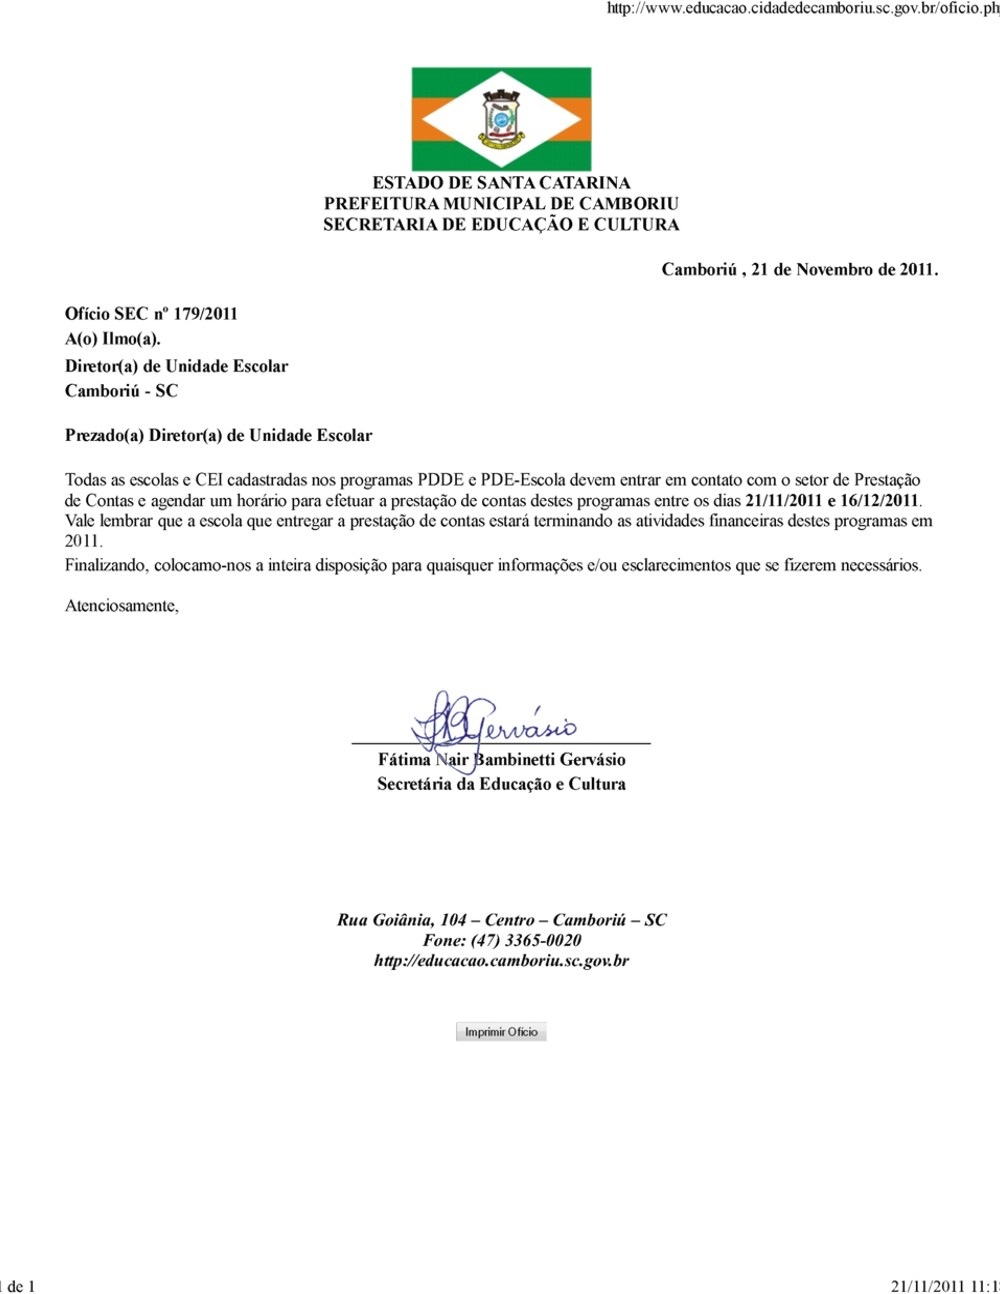 http://www.educacao.cidadedecamboriu.sc.gov.br/oficio.ph
ESTADO DE SANTA CATARINA
PREFEITURA MUNICIPAL DE CAMBORIU
SECRETARIA DE EDUCAÇÃO E CULTURA
Camboriú , 21 de Novembro de 2011.
Ofício SEC nº 179/2011
A(o) Ilmo(a).
Diretor(a) de Unidade Escolar
Camboriú - SC
Prezado(a) Diretor(a) de Unidade Escolar
Todas as escolas e CEI cadastradas nos programas PDDE e PDE-Escola devem entrar em contato com o setor de Prestação
de Contas e agendar um horário para efetuar a prestação de contas destes programas entre os dias 21/11/2011 e 16/12/2011.
Vale lembrar que a escola que entregar a prestação de contas estará terminando as atividades financeiras destes programas em
2011.
Finalizando, colocamo-nos a inteira disposição para quaisquer informações e/ou esclarecimentos que se fizerem necessários.
Atenciosamente,
Gervásio
Fátima Nair Bambinetti Gervásio
Secretária da Educação e Cultura
Rua Goiânia, 104 – Centro – Camboriú – SC
Fone: (47) 3365-0020
http://educacao.camboriu.sc.gov.br
Imprimir Ofício
1 de 1
21/11/2011 11:1